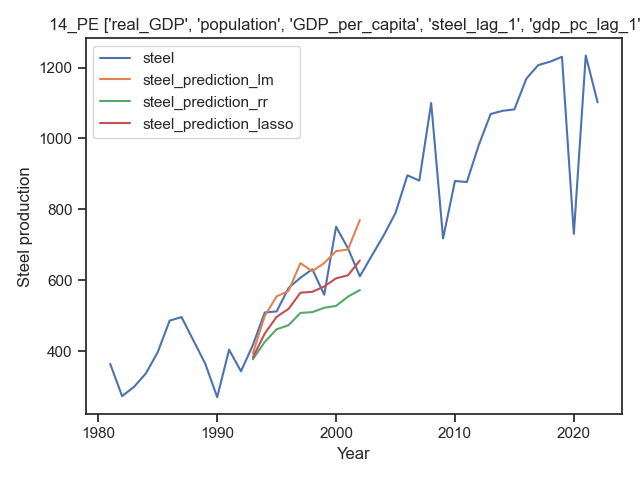 14_PE ['real_GDP', 'population', 'GDP_per_capita', 'steel_lag_1', 'gdp_pc_lag_1'
steel
steel_prediction_lm
steel_prediction_rr
steel_prediction_lasso
Steel production
1200
1000
800
600
400
1980
1990
2000
2010
2020
Year